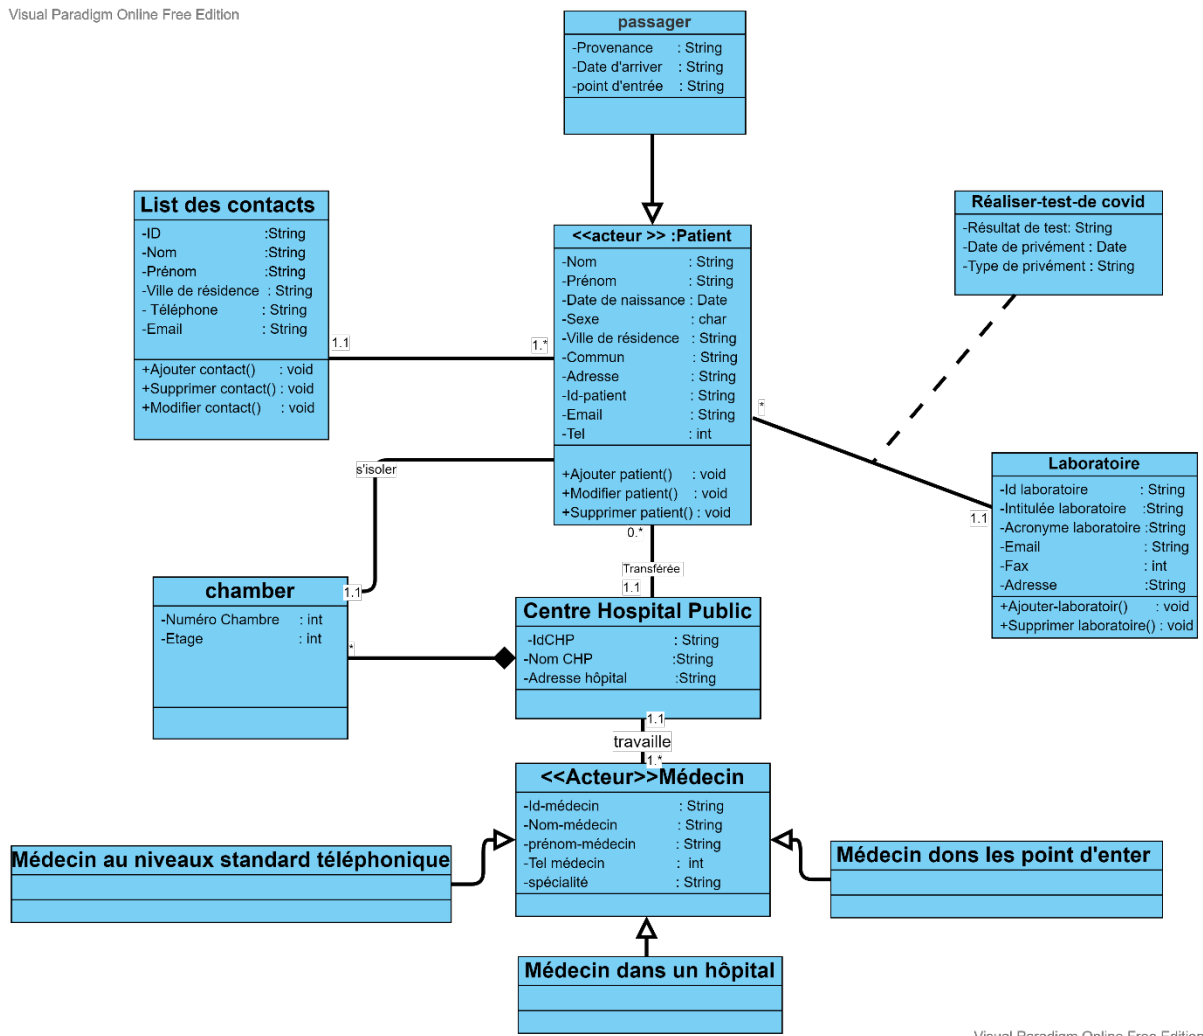 Visual Paradigm Online Free Edition
passager
-Provenance : String
-Date d'arriver : String
-point d'entrée : String
List des contacts
-ID :String
-Nom :String
-Prénom :String
-Ville de résidence : String
- Téléphone : String
-Email : String
+Ajouter contact() : void
+Supprimer contact() : void
+Modifier contact() : void
1.1
1.*
<<acteur >> :Patient
-Nom : String
-Prénom : String
-Date de naissance : Date
-Sexe : char
-Ville de résidence : String
-Commun : String
-Adresse : String
-Id-patient : String
-Email : String
-Tel : int
+Ajouter patient() : void
+Modifier patient() : void
+Supprimer patient() : void
Réaliser-test-de covid
-Résultat de test: String
-Date de privément : Date
-Type de privément : String
*
1.1
Laboratoire
-Id laboratoire : String
-Intitulée laboratoire :String
-Acronyme laboratoire :String
-Email : String
-Fax : int
-Adresse :String
+Ajouter-laboratoir() : void
+Supprimer laboratoire() : void
s'isoler
1.1
0.*
Transférée
1.1
chamber
-Numéro Chambre : int
-Etage : int
*
Centre Hospital Public
-IdCHP : String
-Nom CHP :String
-Adresse hôpital :String
1.1
travaille
1.*
<<Acteur>>Médecin
-Id-médecin : String
-Nom-médecin : String
-prénom-médecin : String
-Tel médecin : int
-spécialité : String
Médecin au niveaux standard téléphonique
Médecin dons les point d'enter
Médecin dans un hôpital
Visual Paradigm Online Free Edition